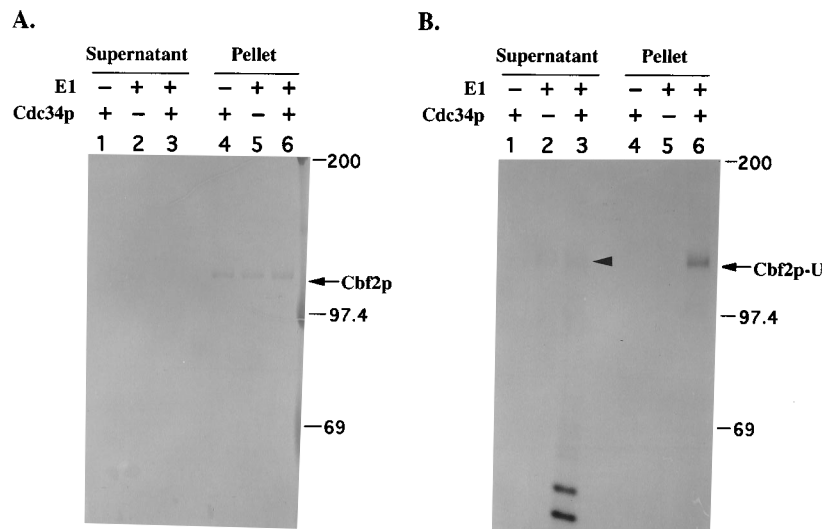 A.
Supernatant Pellet
E1 – + + – + +
Cdc34p + – + + – +
1 2 3 4 5 6
–200
Cbf2p
–97.4
–69
B.
Supernatant Pellet
E1 – + + – + +
Cdc34p + – + + – +
1 2 3 4 5 6
–200
Cbf2p-U
–97.4
–69